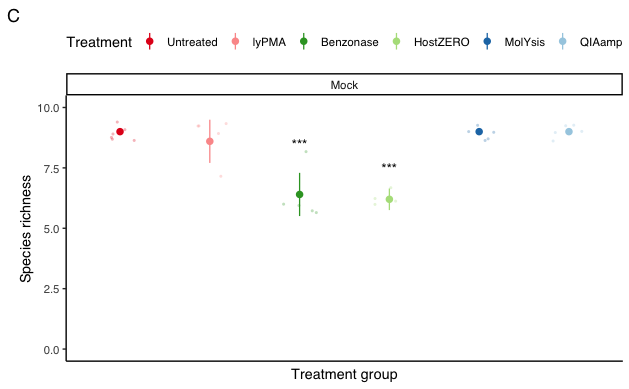 C
Treatment Untreated lyPMA Benzonase HostZERO MolYsis QIAamp
Mock
10.0
7.5
5.0
2.5
0.0
Species richness
***
***
Treatment group